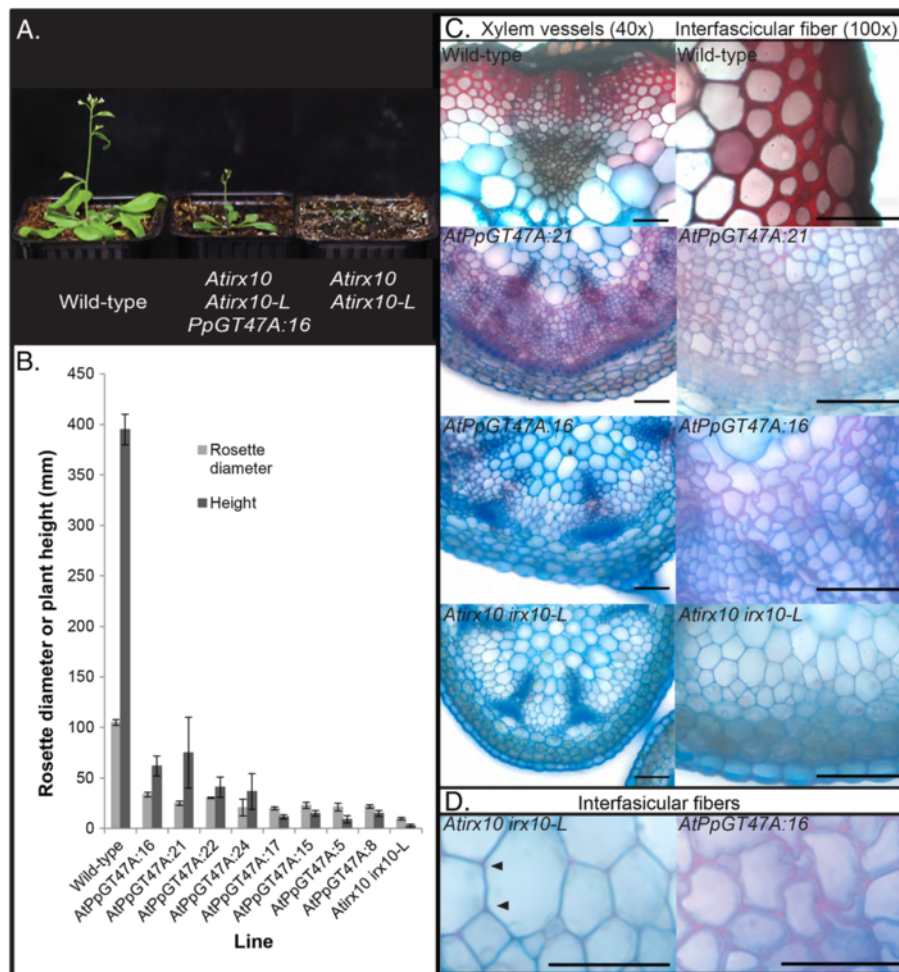 A.
Wild-type
Atirx10
Atirx10-L
PpGT47A:16
Atirx10
Atirx10-L
B.
Rosette diameter or plant height (mm)
450
400
350
300
250
200
150
100
50
0
Rosette
diameter
Height
Wild-type
AtPpGT47A:16
AtPpGT47A:21
AtPpGT47A:22
AtPpGT47A:24
AtPpGT47A:17
AtPpGT47A:15
AtPpGT47A:5
AtPpGT47A:8
Atirx10 irx10-L
Line
C.
Xylem vessels (40x)
Interfascicular fiber (100x)
Wild-type
Wild-type
AtPpGT47A:21
AtPpGT47A:21
AtPpGT47A:16
AtPpGT47A:16
Atirx10 irx10-L
Atirx10 irx10-L
D.
Interfasicular fibers
Atirx10 irx10-L
AtPpGT47A:16